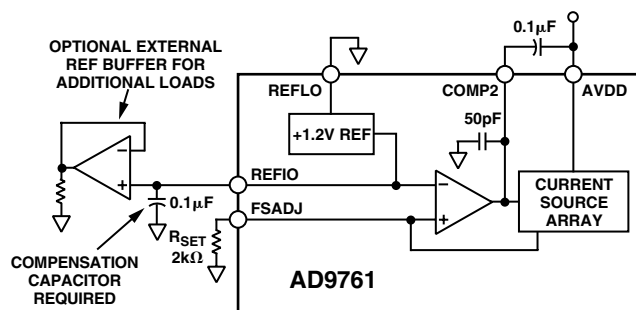 OPTIONAL EXTERNAL
REF BUFFER FOR
ADDITIONAL LOADS
0.1μF
REFLO
COMP2
AVDD
50pF
+1.2V REF
–
+
REFIO
0.1μF
–
+
CURRENT
SOURCE
ARRAY
FSADJ
RSET
2kΩ
COMPENSATION
CAPACITOR
REQUIRED
AD9761